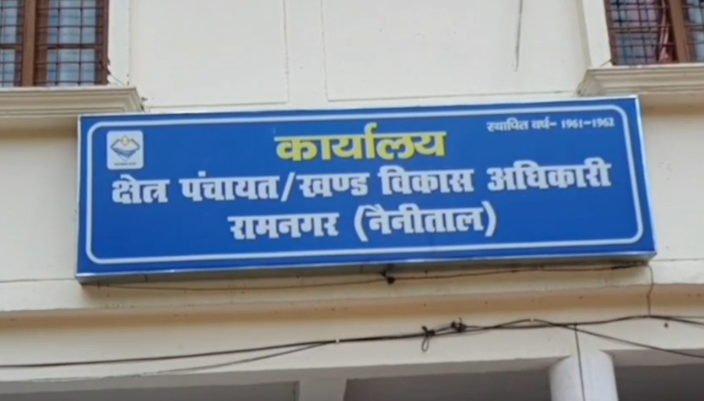 स्थापित वर्ष- 1961-1962
कार्यालय
क्षेत्र पंचायत/खण्ड विकास अधिकारी
रामनगर (नैनीताल)